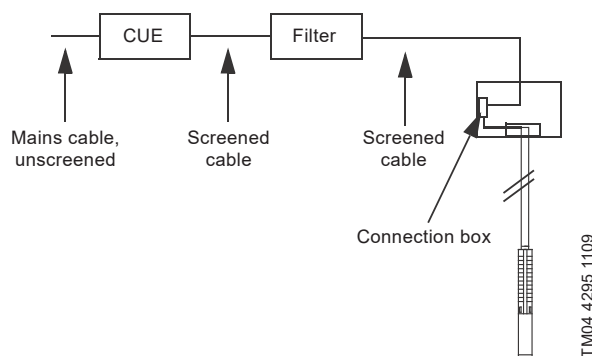 CUE
Filter
Mains cable,
unscreened
Screened
cable
Screened
cable
Connection box
TM04 4295 1109